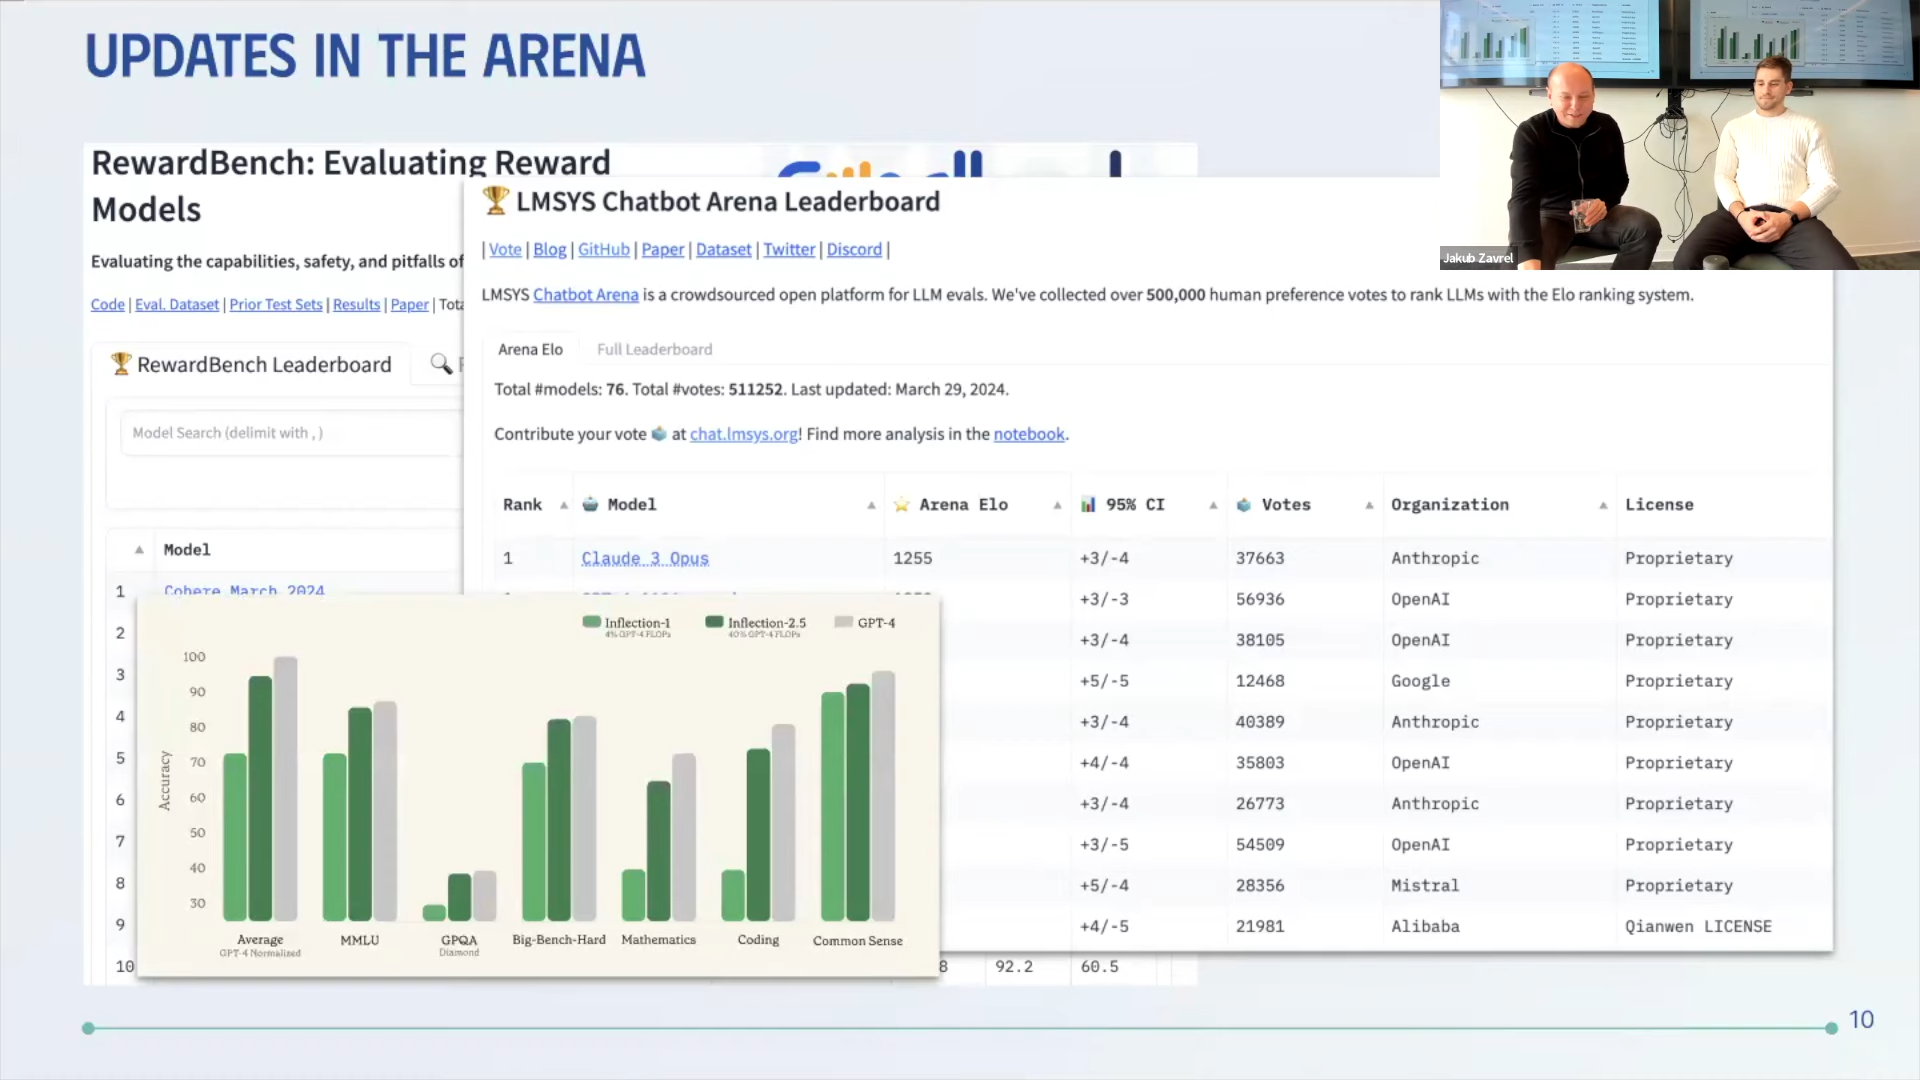 UPDATES IN THE ARENA
Jakub Zavrel
RewardBench: Evaluating Reward
Models
Evaluating the capabilities, safety, and pitfalls of
Code | Eval. Dataset | Prior Test Sets | Results | Paper | Tota
RewardBench Leaderboard
Model Search (delimit with , )
Model
1 Cohere March 2024
2
3
4
5
6
7
8
9
10
8 92.2 60.5
LMSYS Chatbot Arena Leaderboard
| Vote | Blog | GitHub | Paper | Dataset | Twitter | Discord |
LMSYS Chatbot Arena is a crowdsourced open platform for LLM evals. We've collected over 500,000 human preference votes to rank LLMs with the Elo ranking system.
Arena Elo Full Leaderboard
Total #models: 76. Total #votes: 511252. Last updated: March 29, 2024.
Contribute your vote at chat.lmsys.org! Find more analysis in the notebook.
Rank Model Arena Elo 95% CI Votes Organization License
1 Claude 3 Opus 1255 +3/-4 37663 Anthropic Proprietary
+3/-3 56936 OpenAI Proprietary
+3/-4 38105 OpenAI Proprietary
+5/-5 12468 Google Proprietary
+3/-4 40389 Anthropic Proprietary
+4/-4 35803 OpenAI Proprietary
+3/-4 26773 Anthropic Proprietary
+3/-5 54509 OpenAI Proprietary
+5/-4 28356 Mistral Proprietary
+4/-5 21981 Alibaba Qianwen LICENSE
Inflection-1 Inflection-2.5 GPT-4
4% GPT-4 FLOPs 40% GPT-4 FLOPs
100
90
80
70
60
50
40
30
Accuracy
Average MMLU GPQA Big-Bench-Hard Mathematics Coding Common Sense
GPT-4 Normalized Diamond
10